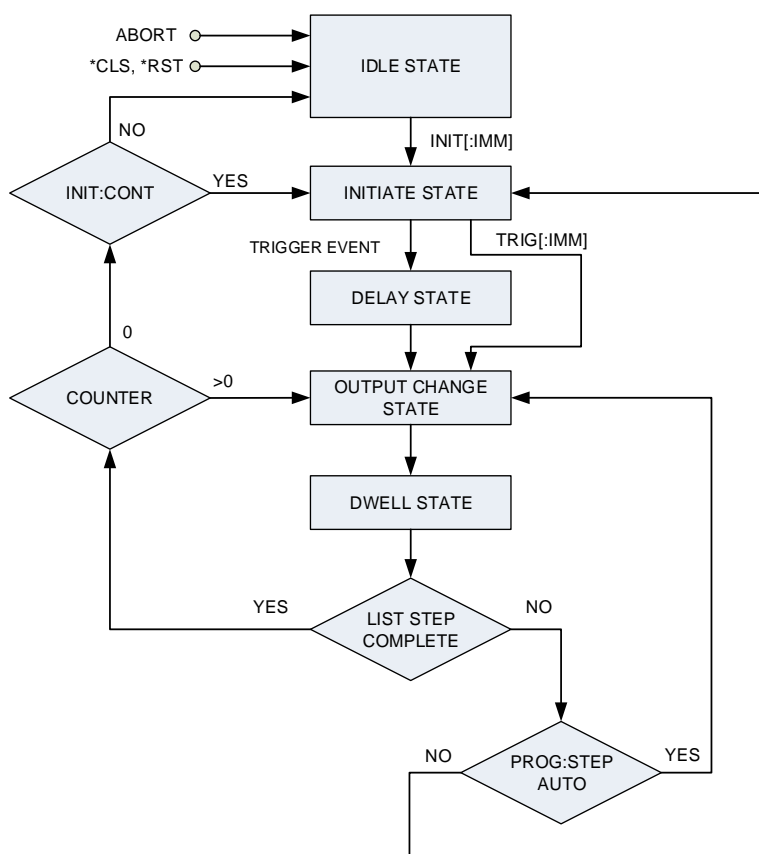 ABORT
*CLS, *RST
IDLE STATE
NO
INIT[:IMM]
INIT:CONT
YES
INITIATE STATE
TRIGGER EVENT
TRIG[:IMM]
DELAY STATE
0
COUNTER
>0
OUTPUT CHANGE
STATE
DWELL STATE
YES
LIST STEP
COMPLETE
NO
NO
PROG:STEP
AUTO
YES